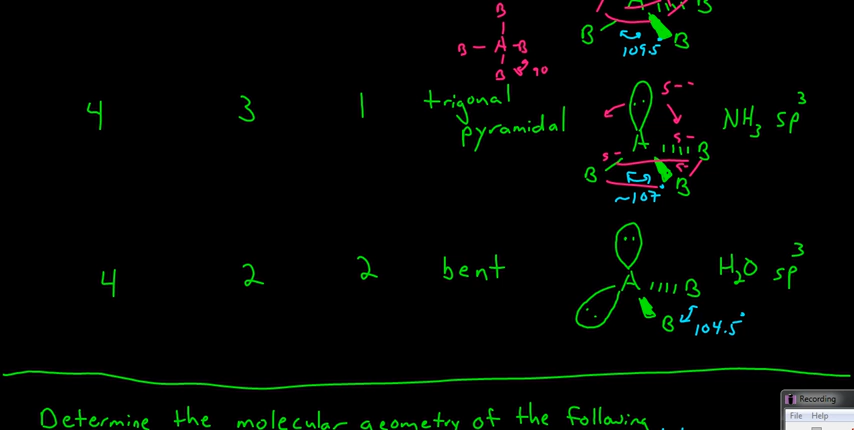 B
A
B
B - A - B
B
B
109.5°
B 90
4 3 1 trigonal pyramidal
δ--
NH3 sp3
δ-
A
δ-
B
δ-
B
B
~107°
4 2 2 bent
A
B
B
H2O sp3
104.5°
Determine the molecular geometry of the following
Recording
File Help